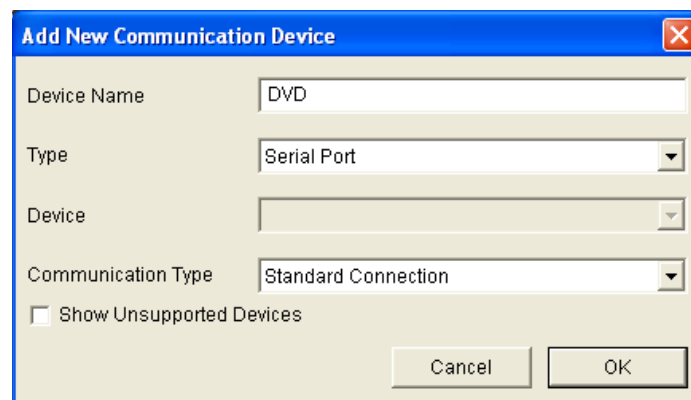 Add New Communication Device
Device Name DVD
Type Serial Port
Device
Communication Type Standard Connection
Show Unsupported Devices
Cancel OK